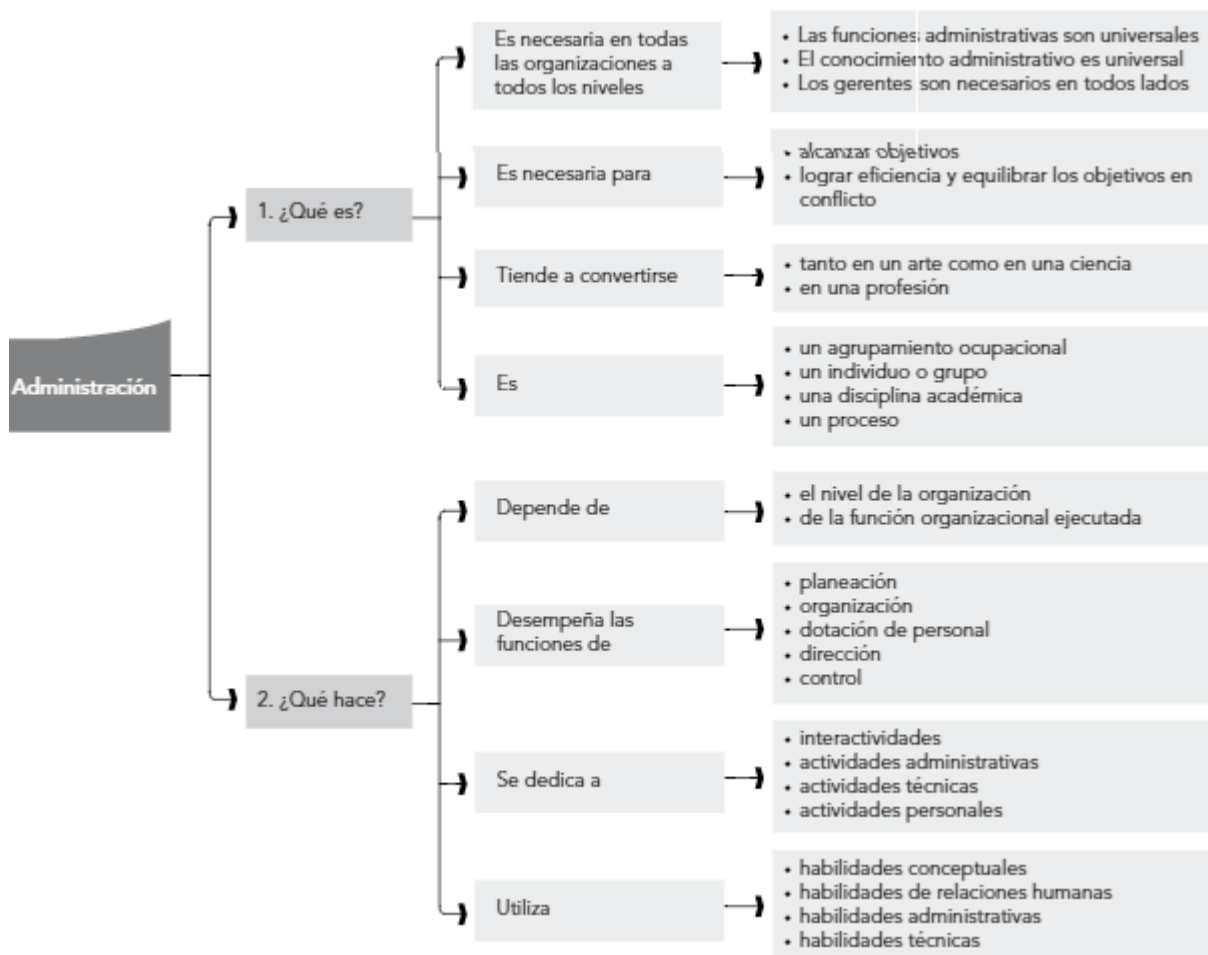 Administración
1. ¿Qué es?
Es necesaria en todas
las organizaciones a
todos los niveles
• Las funciones administrativas son universales
• El conocimiento administrativo es universal
• Los gerentes son necesarios en todos lados
Es necesaria para
• alcanzar objetivos
• lograr eficiencia y equilibrar los objetivos en
conflicto
Tiende a convertirse
• tanto en un arte como en una ciencia
• en una profesión
Es
• un agrupamiento ocupacional
• un individuo o grupo
• una disciplina académica
• un proceso
2. ¿Qué hace?
Depende de
• el nivel de la organización
• de la función organizacional ejecutada
Desempeña las
funciones de
• planeación
• organización
• dotación de personal
• dirección
• control
Se dedica a
• interactividades
• actividades administrativas
• actividades técnicas
• actividades personales
Utiliza
• habilidades conceptuales
• habilidades de relaciones humanas
• habilidades administrativas
• habilidades técnicas